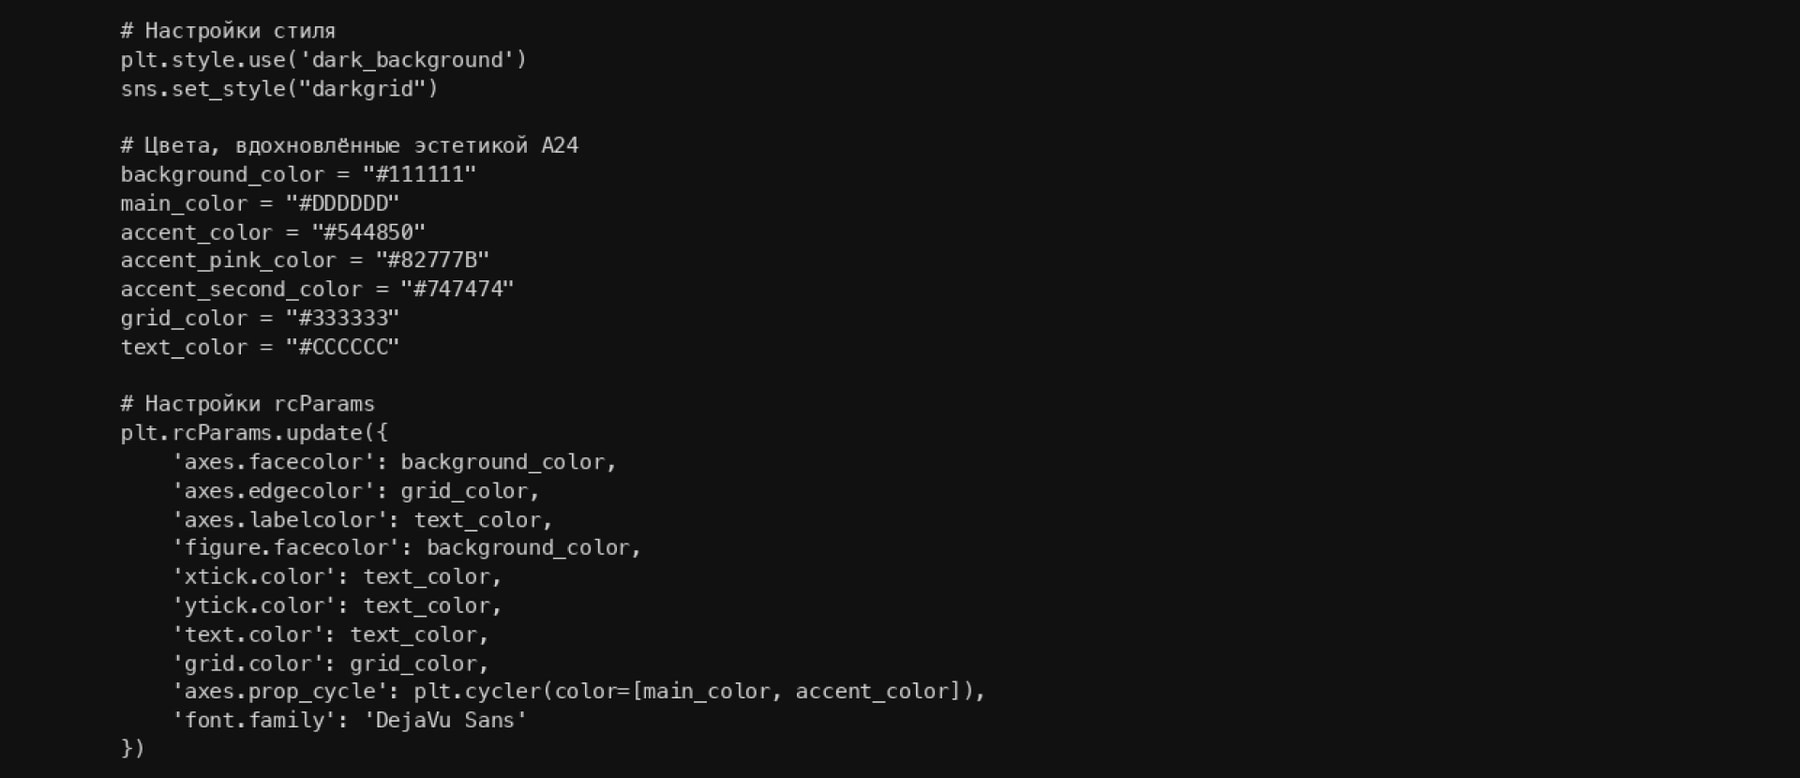 # Настройки стиля
plt.style.use('dark_background')
sns.set_style("darkgrid")

# Цвета, вдохновлённые эстетикой A24
background_color = "#111111"
main_color = "#DDDDDD"
accent_color = "#544850"
accent_pink_color = "#82777B"
accent_second_color = "#747474"
grid_color = "#333333"
text_color = "#CCCCCC"

# Настройки rcParams
plt.rcParams.update({
    'axes.facecolor': background_color,
    'axes.edgecolor': grid_color,
    'axes.labelcolor': text_color,
    'figure.facecolor': background_color,
    'xtick.color': text_color,
    'ytick.color': text_color,
    'text.color': text_color,
    'grid.color': grid_color,
    'axes.prop_cycle': plt.cycler(color=[main_color, accent_color]),
    'font.family': 'DejaVu Sans'
})